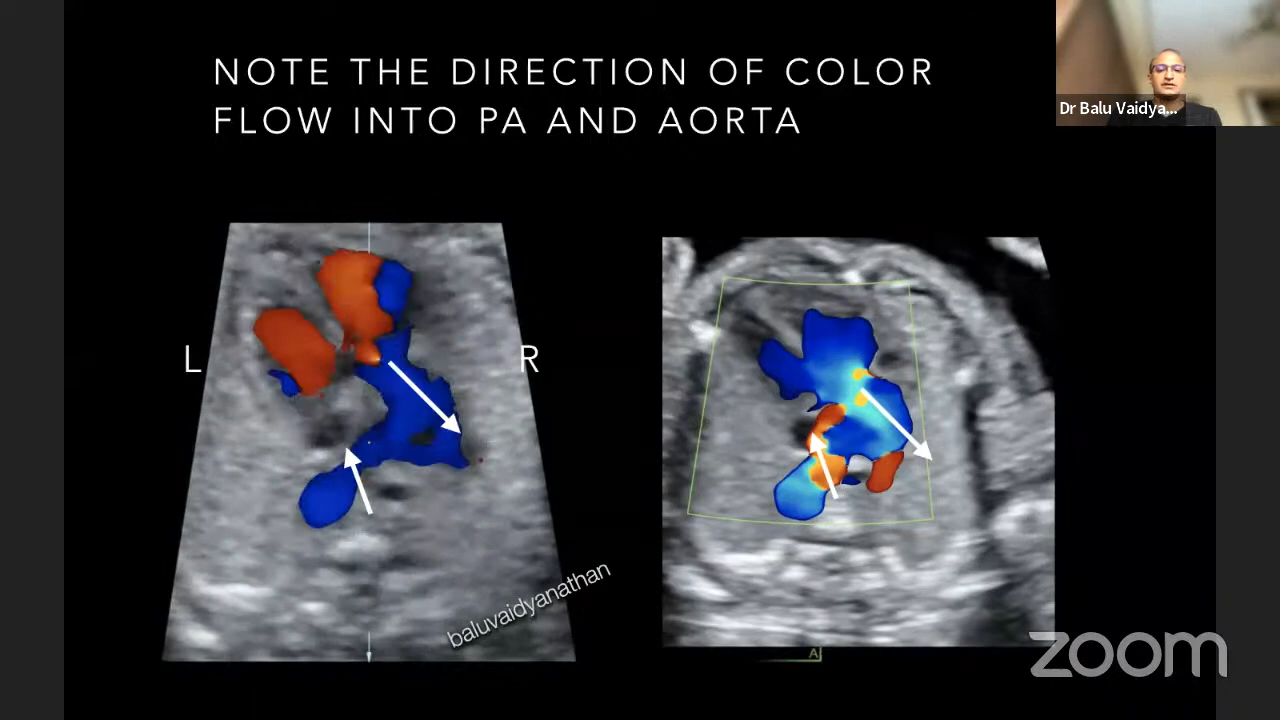 NOTE THE DIRECTION OF COLOR
FLOW INTO PA AND AORTA
Dr Balu Vaidya...
L
R
baluvaidyanathan
A
zoom